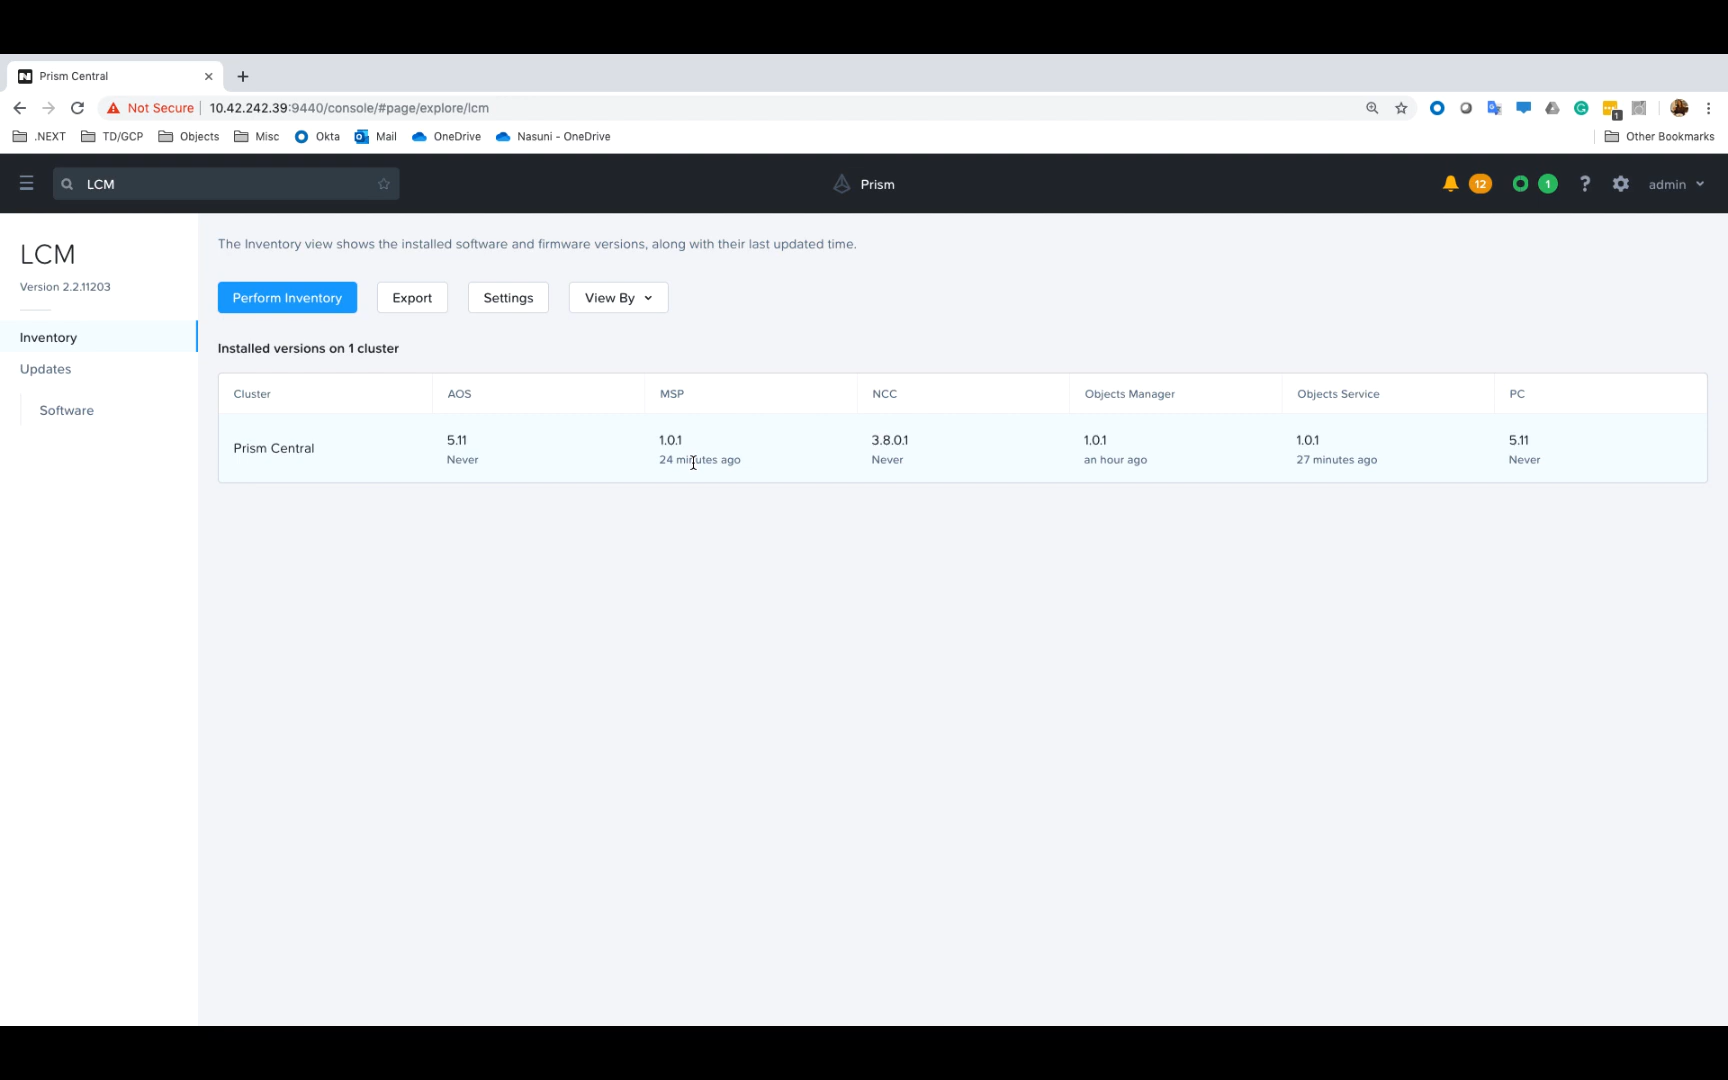 Prism Central
Not Secure 10.42.242.39:9440/console/#page/explore/lcm
1
.NEXT TD/GCP Objects Misc Okta Mail OneDrive Nasuni - OneDrive Other Bookmarks
LCM Prism 12 1 ? admin
LCM
Version 2.2.11203
Inventory
Updates
Software
The Inventory view shows the installed software and firmware versions, along with their last updated time.
Perform Inventory Export Settings View By
Installed versions on 1 cluster
Cluster AOS MSP NCC Objects Manager Objects Service PC
Prism Central 5.11 1.0.1 3.8.0.1 1.0.1 1.0.1 5.11
Never 24 minutes ago Never an hour ago 27 minutes ago Never